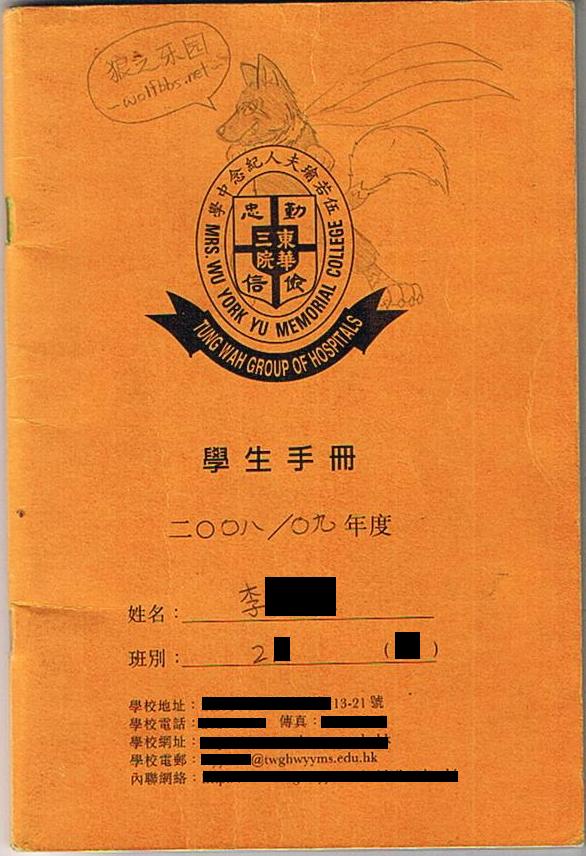 狼之乐园
-wolfbbs.net-
伍若瑜夫人紀念中學
勤儉忠信
東華三院
MRS. WU YORK YU MEMORIAL COLLEGE
TUNG WAH GROUP OF HOSPITALS
學生手冊
二〇〇八/〇九年度
姓名：李
班別：2 ( )
學校地址： 13-21 號
學校電話： 傳真：
學校網址：
學校電郵： @twghwyyms.edu.hk
內聯網絡：